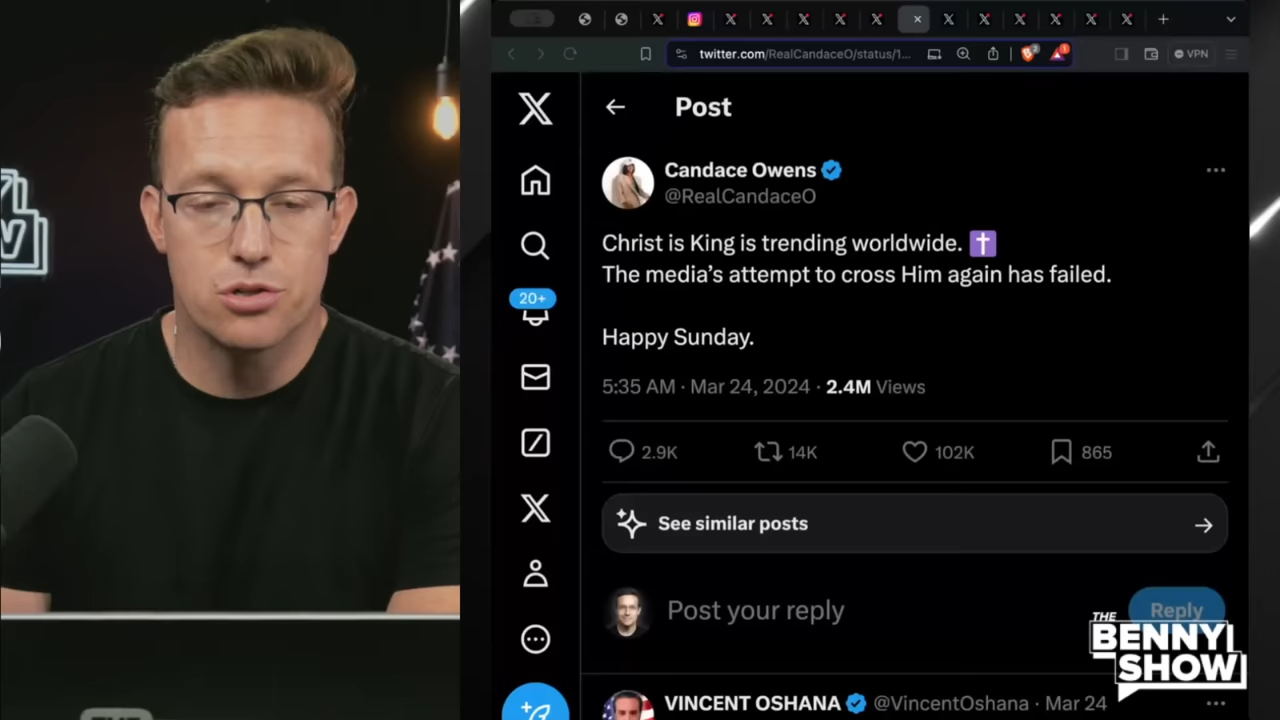 twitter.com/RealCandaceO/status/1...
2
1
VPN
Post
Candace Owens
@RealCandaceO
Christ is King is trending worldwide. ✝️
The media’s attempt to cross Him again has failed.
Happy Sunday.
5:35 AM · Mar 24, 2024 · 2.4M Views
20+
2.9K 14K 102K 865
See similar posts
Post your reply
Reply
THE
BENNY
SHOW
VINCENT OSHANA @VincentOshana · Mar 24